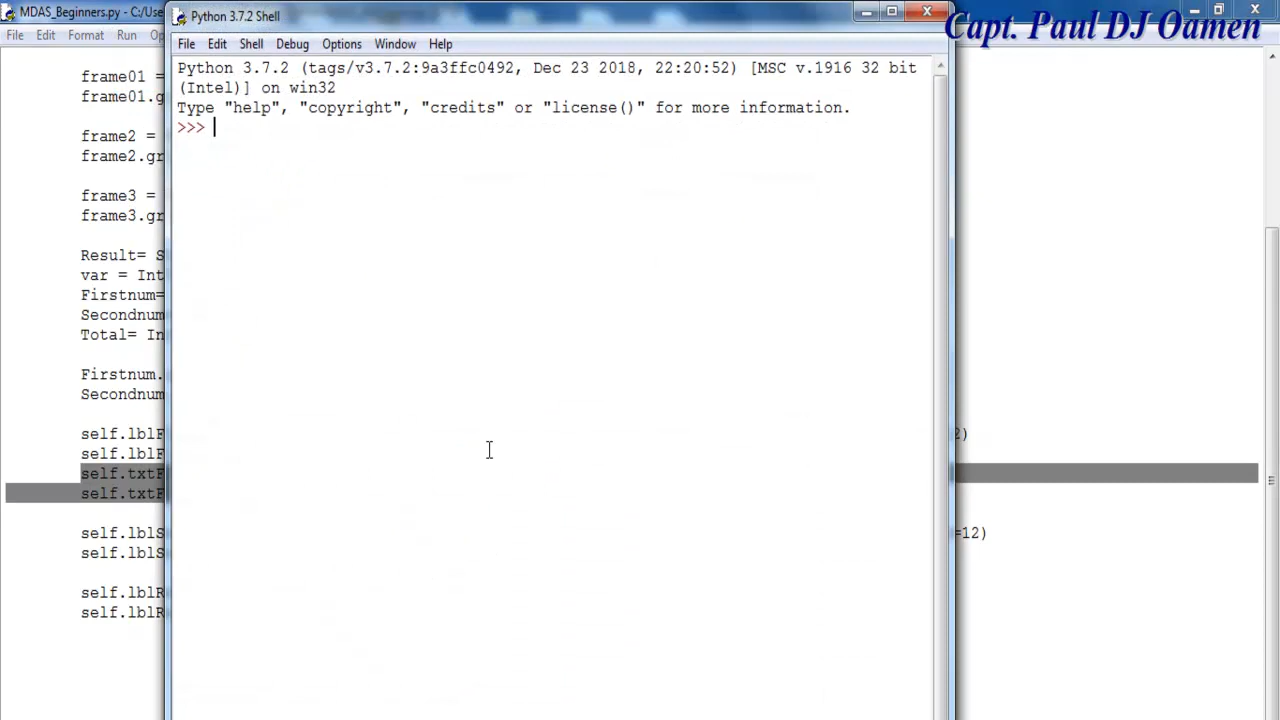 MDAS_Beginners.py - C:/Use
Python 3.7.2 Shell
Capt. Paul DJ Oamen
File Edit Format Run Op
File Edit Shell Debug Options Window Help
Python 3.7.2 (tags/v3.7.2:9a3ffc0492, Dec 23 2018, 22:20:52) [MSC v.1916 32 bit
(Intel)] on win32
Type "help", "copyright", "credits" or "license()" for more information.
>>>
frame01 =
frame01.g
frame2 =
frame2.gr
frame3 =
frame3.gr
Result= S
var = Int
Firstnum=
Secondnum
Total= In
Firstnum.
Secondnum
self.lblF 2)
self.lblF
self.txtF
self.txtF
self.lblS =12)
self.lblS
self.lblR
self.lblR